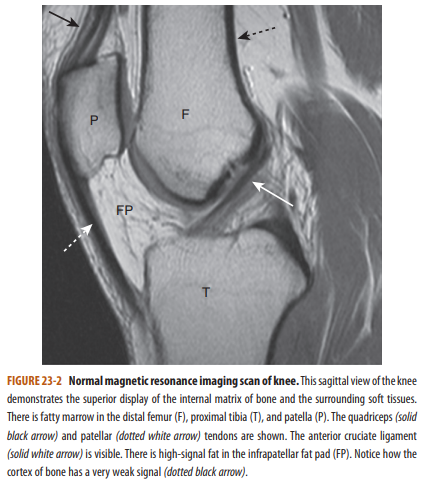 P
F
FP
T
FIGURE 23-2 Normal magnetic resonance imaging scan of knee. This sagittal view of the knee
demonstrates the superior display of the internal matrix of bone and the surrounding soft tissues.
There is fatty marrow in the distal femur (F), proximal tibia (T), and patella (P). The quadriceps (solid
black arrow) and patellar (dotted white arrow) tendons are shown. The anterior cruciate ligament
(solid white arrow) is visible. There is high-signal fat in the infrapatellar fat pad (FP). Notice how the
cortex of bone has a very weak signal (dotted black arrow).